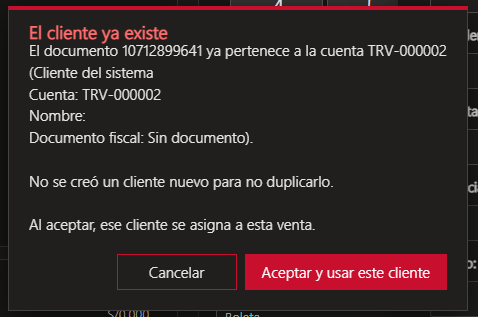 El cliente ya existe
El documento 10712899641 ya pertenece a la cuenta TRV-000002
(Cliente del sistema
Cuenta: TRV-000002
Nombre:
Documento fiscal: Sin documento).
No se creó un cliente nuevo para no duplicarlo.
Al aceptar, ese cliente se asigna a esta venta.
Cancelar
Aceptar y usar este cliente